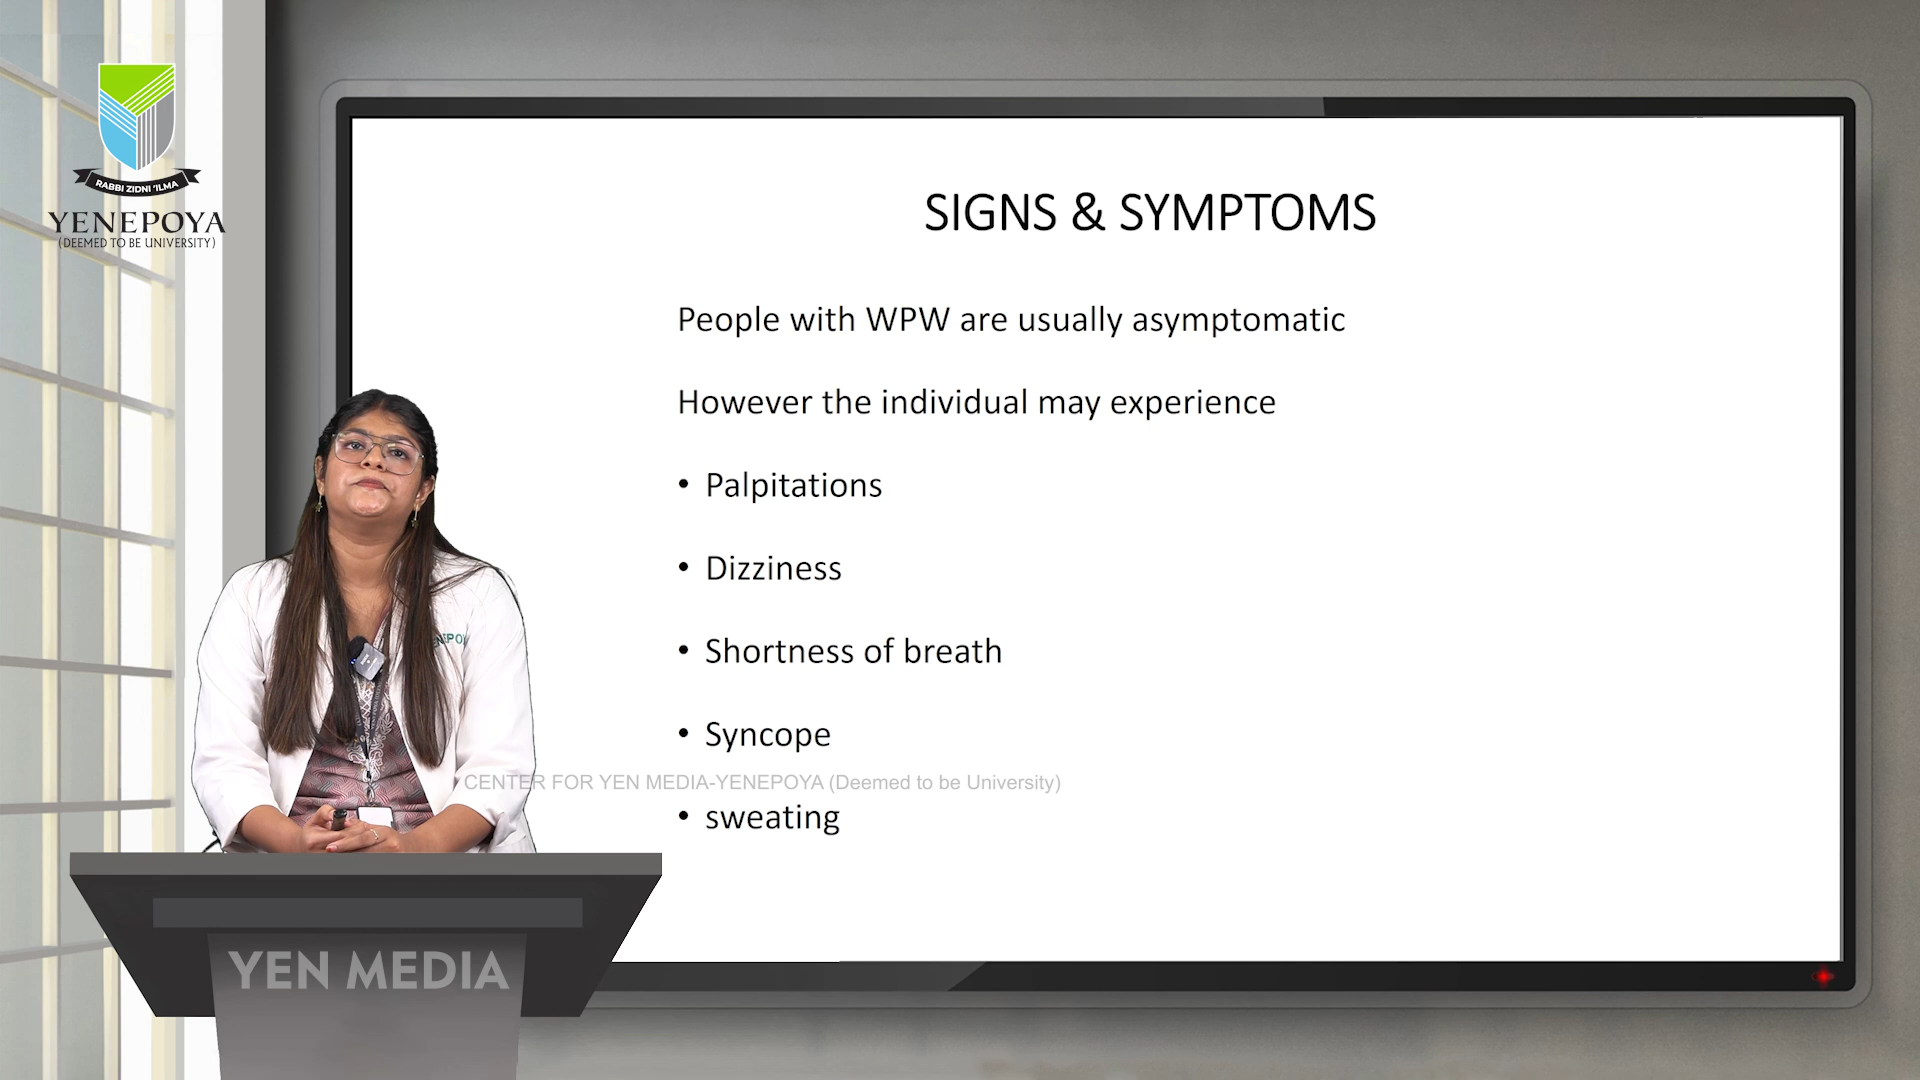 RABBI ZIDNI 'ILMA
YENEPOYA
(DEEMED TO BE UNIVERSITY)
SIGNS & SYMPTOMS
People with WPW are usually asymptomatic
However the individual may experience
• Palpitations
• Dizziness
• Shortness of breath
• Syncope
CENTER FOR YEN MEDIA-YENEPOYA (Deemed to be University)
• sweating
YEN MEDIA